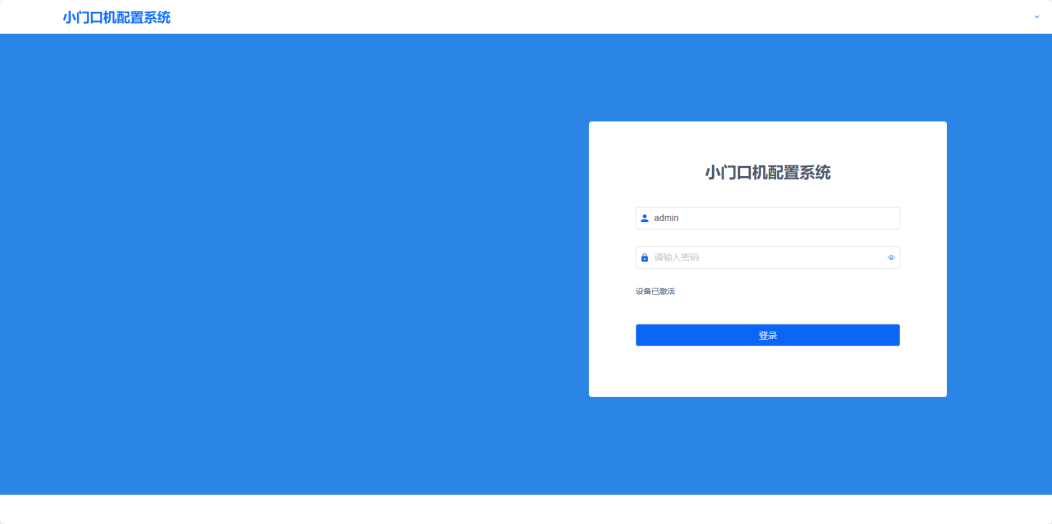 小门口机配置系统
小门口机配置系统
admin
请输入密码
设备已激活
登录